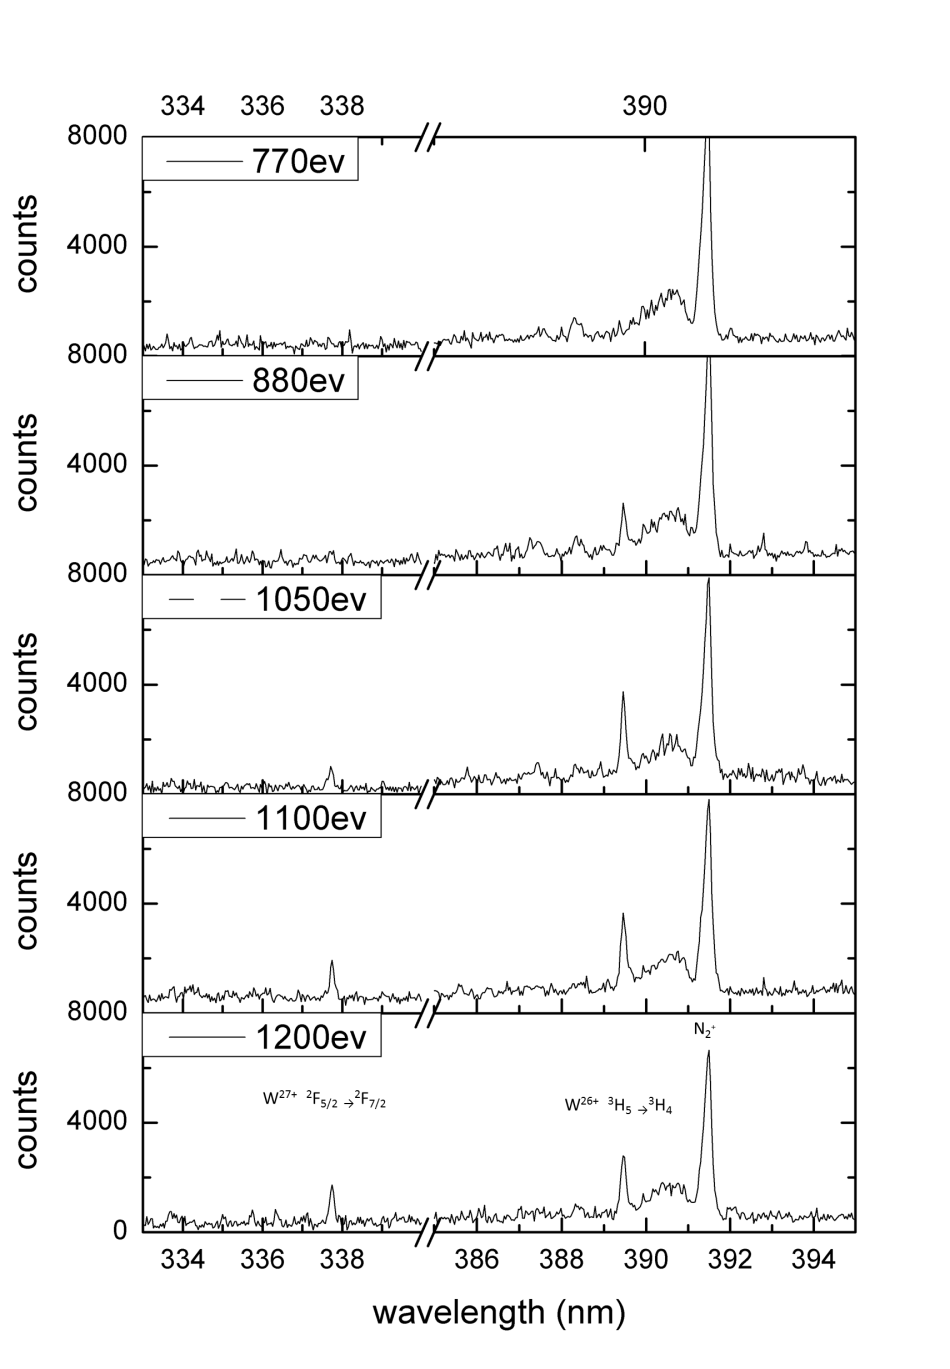 334 336 338 390
8000
770ev
counts
4000
8000
880ev
counts
4000
8000
1050ev
counts
4000
8000
1100ev
counts
4000
8000
1200ev
N₂⁺
W²⁷⁺ ²F₅/₂ →²F₇/₂
W²⁶⁺ ³H₅ →³H₄
counts
4000
0
334 336 338 386 388 390 392 394
wavelength (nm)